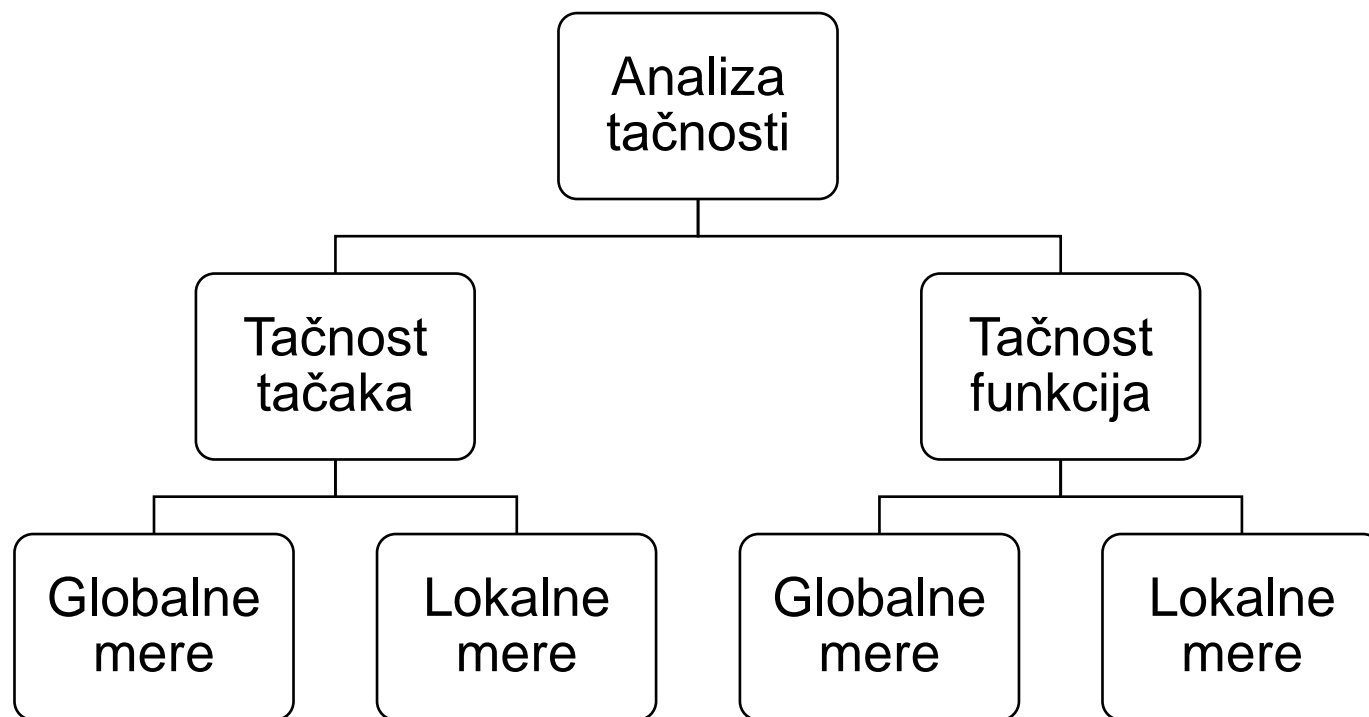 Analiza
tačnosti
Tačnost
tačaka
Tačnost
funkcija
Globalne
mere
Lokalne
mere
Globalne
mere
Lokalne
mere